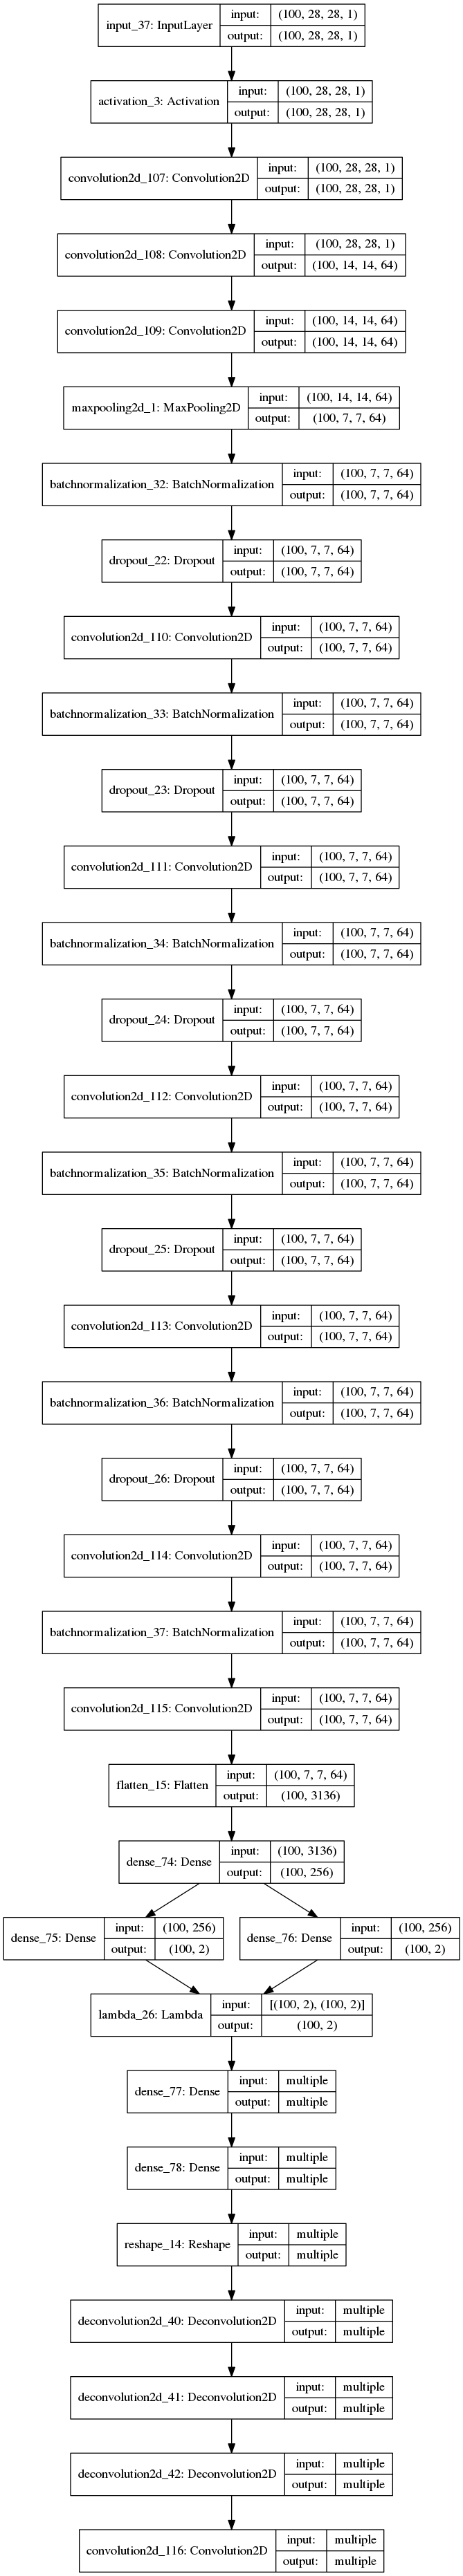 input_37: InputLayer
input: (100, 28, 28, 1)
output: (100, 28, 28, 1)
activation_3: Activation
input: (100, 28, 28, 1)
output: (100, 28, 28, 1)
convolution2d_107: Convolution2D
input: (100, 28, 28, 1)
output: (100, 28, 28, 1)
convolution2d_108: Convolution2D
input: (100, 28, 28, 1)
output: (100, 14, 14, 64)
convolution2d_109: Convolution2D
input: (100, 14, 14, 64)
output: (100, 14, 14, 64)
maxpooling2d_1: MaxPooling2D
input: (100, 14, 14, 64)
output: (100, 7, 7, 64)
batchnormalization_32: BatchNormalization
input: (100, 7, 7, 64)
output: (100, 7, 7, 64)
dropout_22: Dropout
input: (100, 7, 7, 64)
output: (100, 7, 7, 64)
convolution2d_110: Convolution2D
input: (100, 7, 7, 64)
output: (100, 7, 7, 64)
batchnormalization_33: BatchNormalization
input: (100, 7, 7, 64)
output: (100, 7, 7, 64)
dropout_23: Dropout
input: (100, 7, 7, 64)
output: (100, 7, 7, 64)
convolution2d_111: Convolution2D
input: (100, 7, 7, 64)
output: (100, 7, 7, 64)
batchnormalization_34: BatchNormalization
input: (100, 7, 7, 64)
output: (100, 7, 7, 64)
dropout_24: Dropout
input: (100, 7, 7, 64)
output: (100, 7, 7, 64)
convolution2d_112: Convolution2D
input: (100, 7, 7, 64)
output: (100, 7, 7, 64)
batchnormalization_35: BatchNormalization
input: (100, 7, 7, 64)
output: (100, 7, 7, 64)
dropout_25: Dropout
input: (100, 7, 7, 64)
output: (100, 7, 7, 64)
convolution2d_113: Convolution2D
input: (100, 7, 7, 64)
output: (100, 7, 7, 64)
batchnormalization_36: BatchNormalization
input: (100, 7, 7, 64)
output: (100, 7, 7, 64)
dropout_26: Dropout
input: (100, 7, 7, 64)
output: (100, 7, 7, 64)
convolution2d_114: Convolution2D
input: (100, 7, 7, 64)
output: (100, 7, 7, 64)
batchnormalization_37: BatchNormalization
input: (100, 7, 7, 64)
output: (100, 7, 7, 64)
convolution2d_115: Convolution2D
input: (100, 7, 7, 64)
output: (100, 7, 7, 64)
flatten_15: Flatten
input: (100, 7, 7, 64)
output: (100, 3136)
dense_74: Dense
input: (100, 3136)
output: (100, 256)
dense_75: Dense
input: (100, 256)
output: (100, 2)
dense_76: Dense
input: (100, 256)
output: (100, 2)
lambda_26: Lambda
input: [(100, 2), (100, 2)]
output: (100, 2)
dense_77: Dense
input: multiple
output: multiple
dense_78: Dense
input: multiple
output: multiple
reshape_14: Reshape
input: multiple
output: multiple
deconvolution2d_40: Deconvolution2D
input: multiple
output: multiple
deconvolution2d_41: Deconvolution2D
input: multiple
output: multiple
deconvolution2d_42: Deconvolution2D
input: multiple
output: multiple
convolution2d_116: Convolution2D
input: multiple
output: multiple